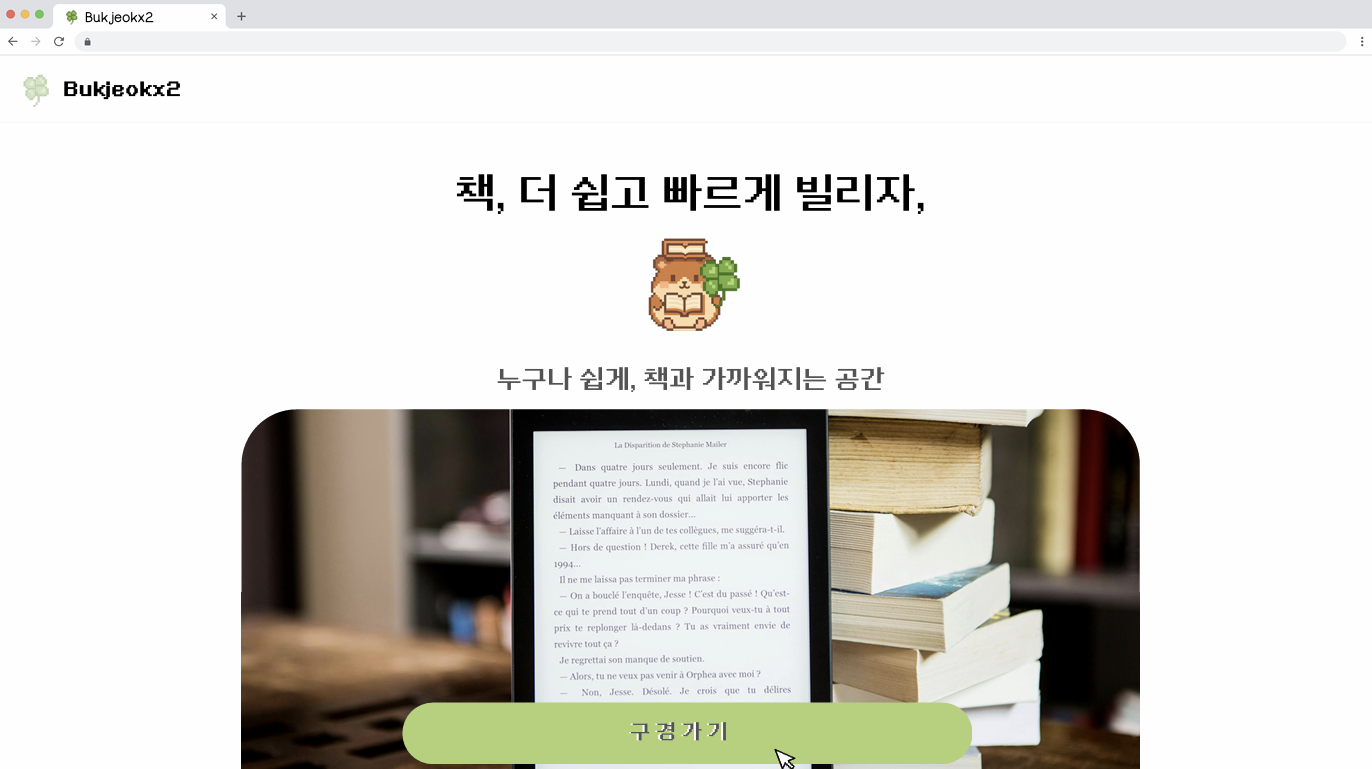 Bukjeokx2
Bukjeokx2
책, 더 쉽고 빠르게 빌리자,
누구나 쉽게, 책과 가까워지는 공간
La Disparition de Stephanie Mailer
— Dans quatre jours seulement. Je suis encore flic
pendant quatre jours. Lundi, quand je l'ai vue, Stephanie
disait avoir un rendez-vous qui allait lui apporter les
éléments manquant à son dossier...
— Laisse l'affaire à l'un de tes collègues, me suggéra-t-il.
— Hors de question ! Derek, cette fille m'a assuré qu'en
1994...
Il ne me laissa pas terminer ma phrase :
— On a bouclé l'enquête, Jesse ! C'est du passé ! Qu'est-
ce qui te prend tout d'un coup ? Pourquoi veux-tu à tout
prix te replonger là-dedans ? Tu as vraiment envie de
revivre tout ça ?
Je regrettai son manque de soutien.
— Alors, tu ne veux pas venir à Orphea avec moi ?
— Non, Jesse. Désolé. Je crois que tu délires
구경가기